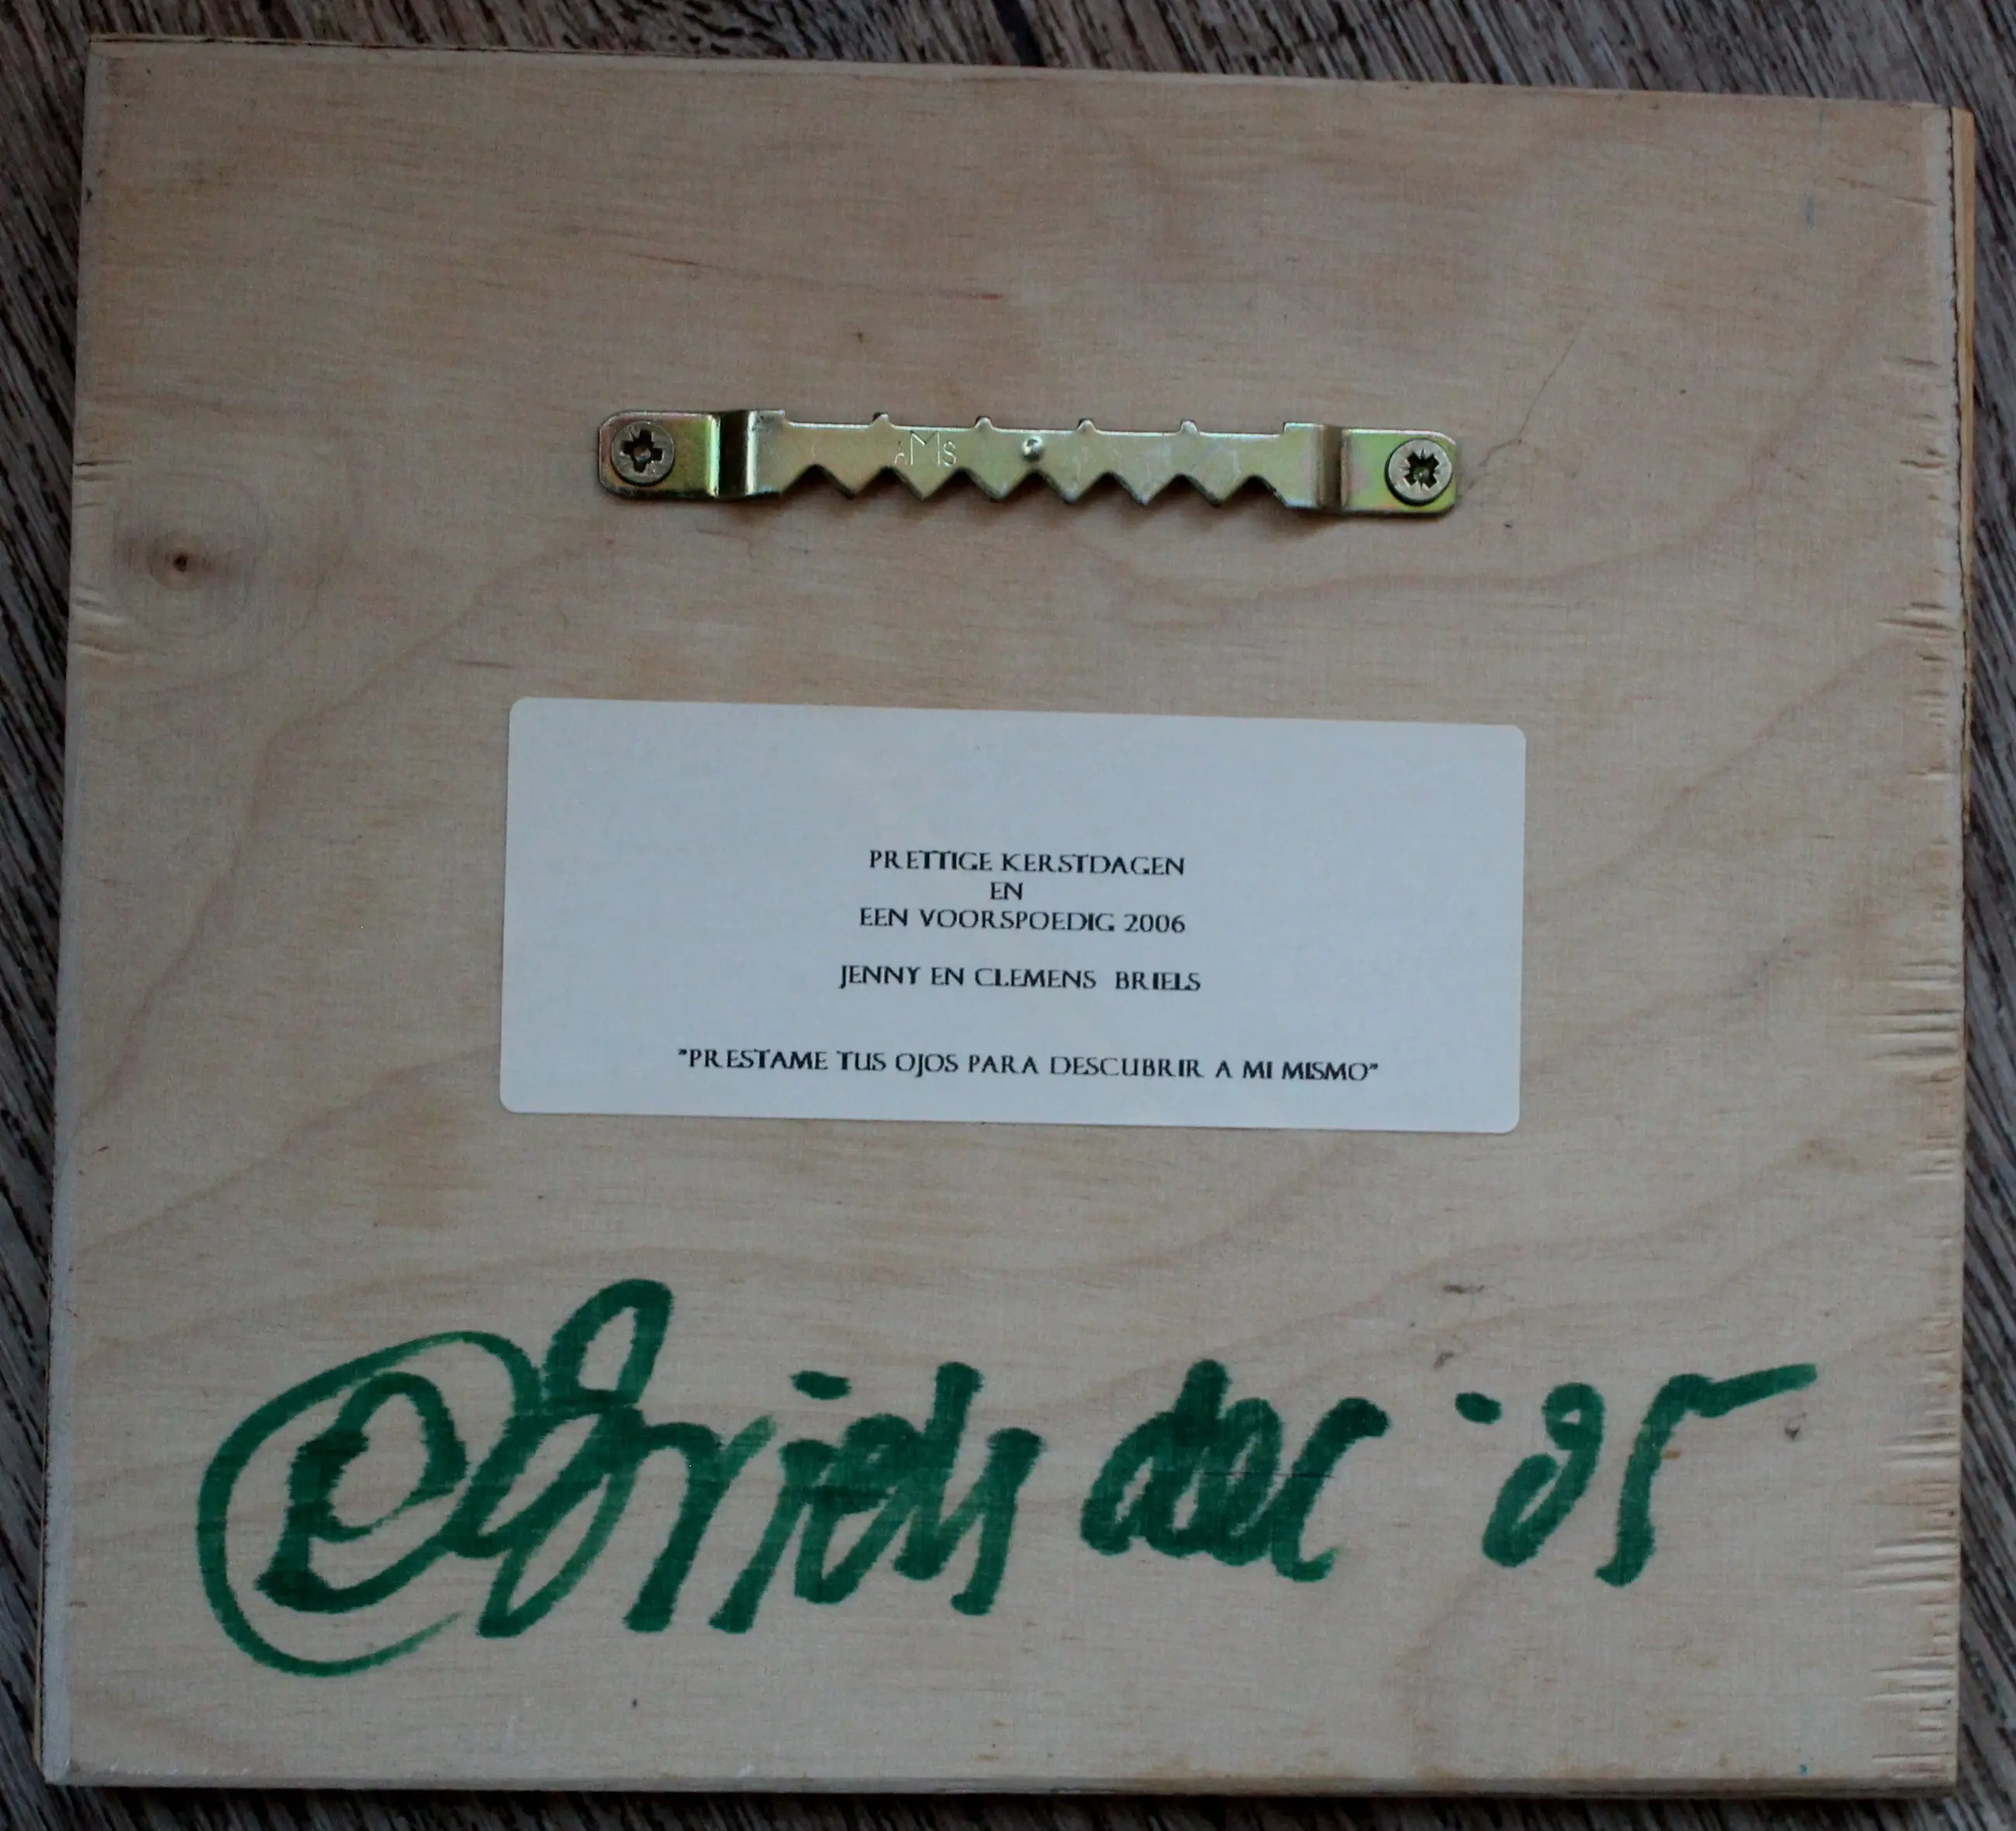 PRETTIGE KERSTDAGEN
EN
EEN VOORSPOEDIG 2006
JENNY EN CLEMENS BRIELS
"PRESTAME TUS OJOS PARA DESCUBRIR A MI MISMO"
Briels dec -05